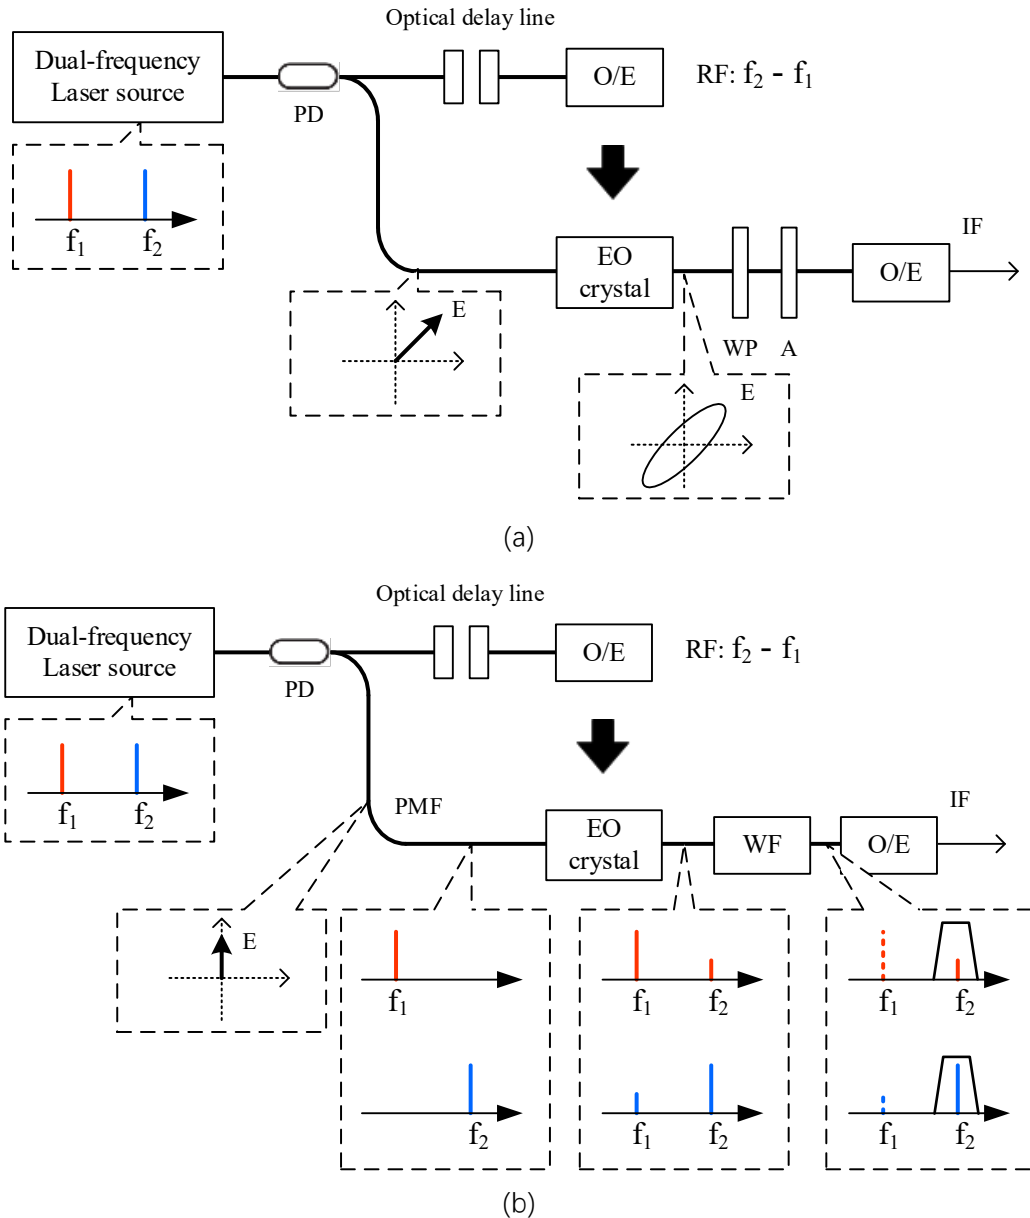 Optical delay line
Dual-frequency
Laser source
PD
O/E
RF: f₂ - f₁
f₁
f₂
EO
crystal
O/E
IF
E
WP
A
E
(a)
Optical delay line
Dual-frequency
Laser source
PD
O/E
RF: f₂ - f₁
f₁
f₂
PMF
EO
crystal
WF
O/E
IF
E
f₁
f₁
f₂
f₁
f₂
f₂
f₁
f₂
f₁
f₂
(b)